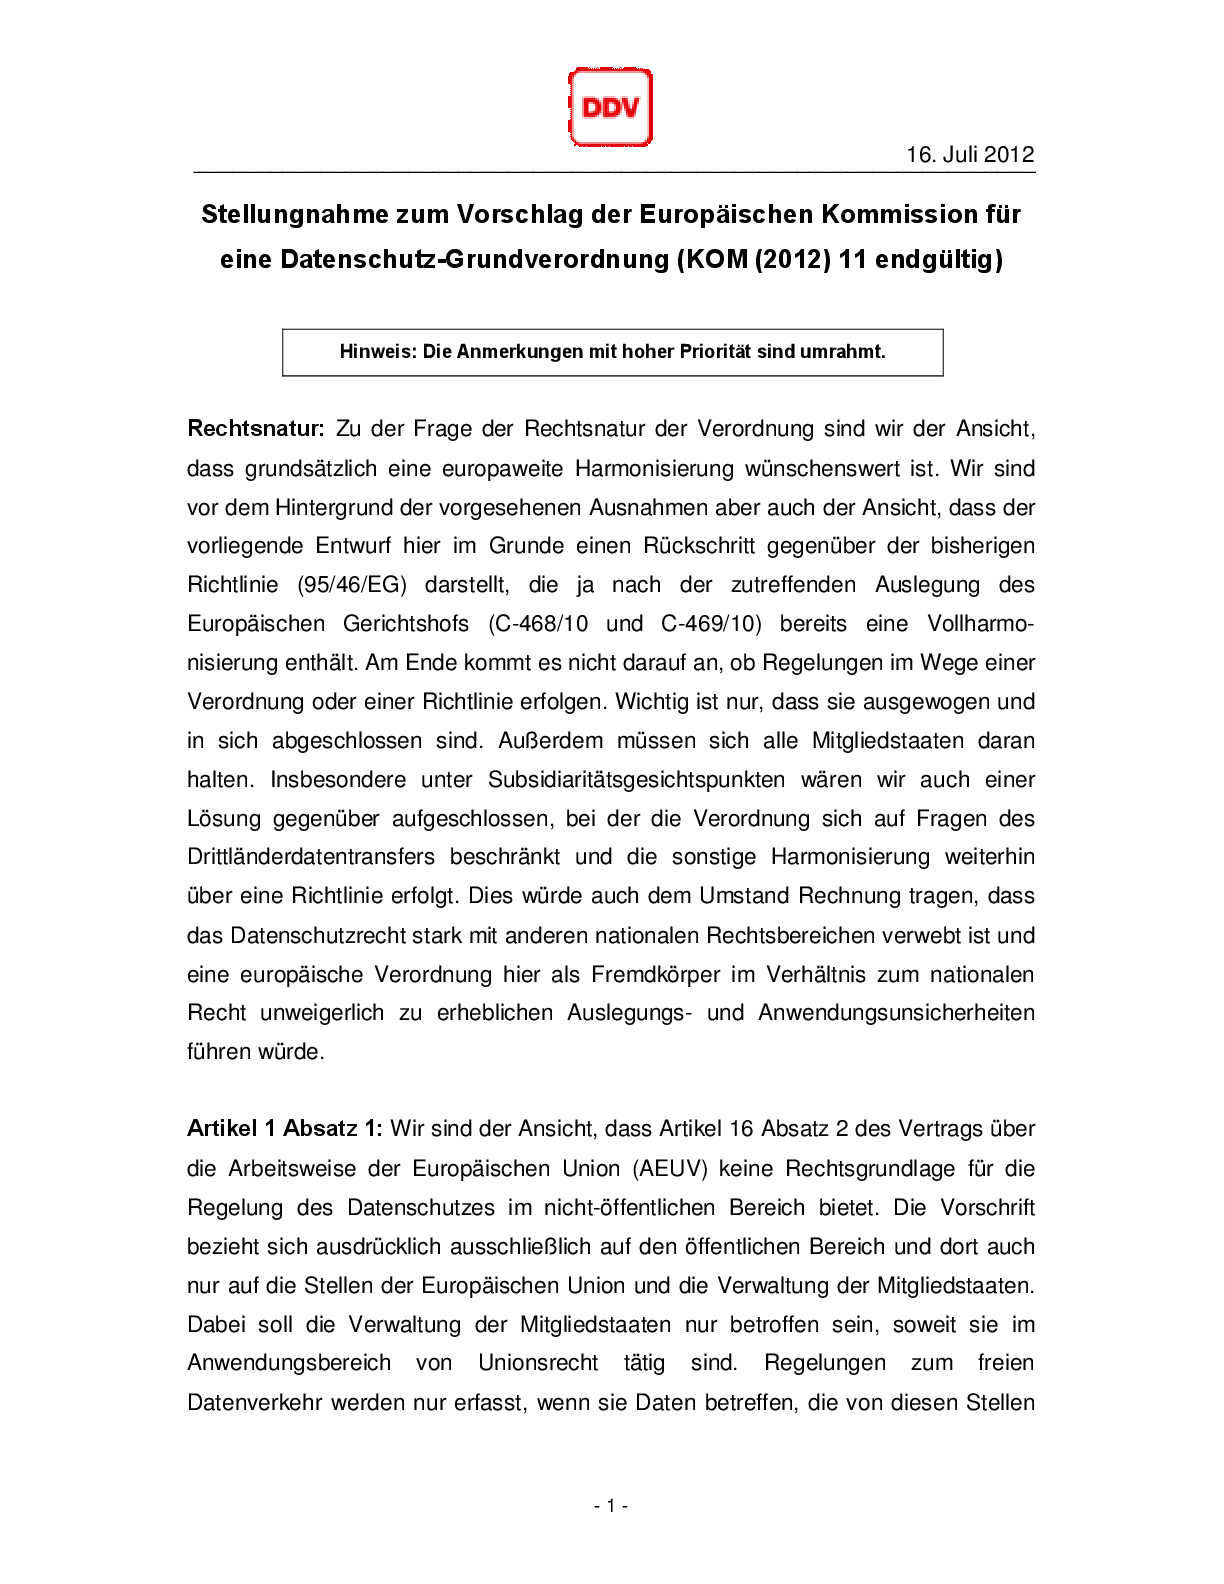 DDV
16. Juli 2012
Stellungnahme zum Vorschlag der Europäischen Kommission für
eine Datenschutz-Grundverordnung (KOM (2012) 11 endgültig)
Hinweis: Die Anmerkungen mit hoher Priorität sind umrahmt.
Rechtsnatur: Zu der Frage der Rechtsnatur der Verordnung sind wir der Ansicht,
dass grundsätzlich eine europaweite Harmonisierung wünschenswert ist. Wir sind
vor dem Hintergrund der vorgesehenen Ausnahmen aber auch der Ansicht, dass der
vorliegende Entwurf hier im Grunde einen Rückschritt gegenüber der bisherigen
Richtlinie (95/46/EG) darstellt, die ja nach der zutreffenden Auslegung des
Europäischen Gerichtshofs (C-468/10 und C-469/10) bereits eine Vollharmo-
nisierung enthält. Am Ende kommt es nicht darauf an, ob Regelungen im Wege einer
Verordnung oder einer Richtlinie erfolgen. Wichtig ist nur, dass sie ausgewogen und
in sich abgeschlossen sind. Außerdem müssen sich alle Mitgliedstaaten daran
halten. Insbesondere unter Subsidiaritätsgesichtspunkten wären wir auch einer
Lösung gegenüber aufgeschlossen, bei der die Verordnung sich auf Fragen des
Drittländerdatentransfers beschränkt und die sonstige Harmonisierung weiterhin
über eine Richtlinie erfolgt. Dies würde auch dem Umstand Rechnung tragen, dass
das Datenschutzrecht stark mit anderen nationalen Rechtsbereichen verwebt ist und
eine europäische Verordnung hier als Fremdkörper im Verhältnis zum nationalen
Recht unweigerlich zu erheblichen Auslegungs- und Anwendungsunsicherheiten
führen würde.
Artikel 1 Absatz 1: Wir sind der Ansicht, dass Artikel 16 Absatz 2 des Vertrags über
die Arbeitsweise der Europäischen Union (AEUV) keine Rechtsgrundlage für die
Regelung des Datenschutzes im nicht-öffentlichen Bereich bietet. Die Vorschrift
bezieht sich ausdrücklich ausschließlich auf den öffentlichen Bereich und dort auch
nur auf die Stellen der Europäischen Union und die Verwaltung der Mitgliedstaaten.
Dabei soll die Verwaltung der Mitgliedstaaten nur betroffen sein, soweit sie im
Anwendungsbereich von Unionsrecht tätig sind. Regelungen zum freien
Datenverkehr werden nur erfasst, wenn sie Daten betreffen, die von diesen Stellen
- 1 -